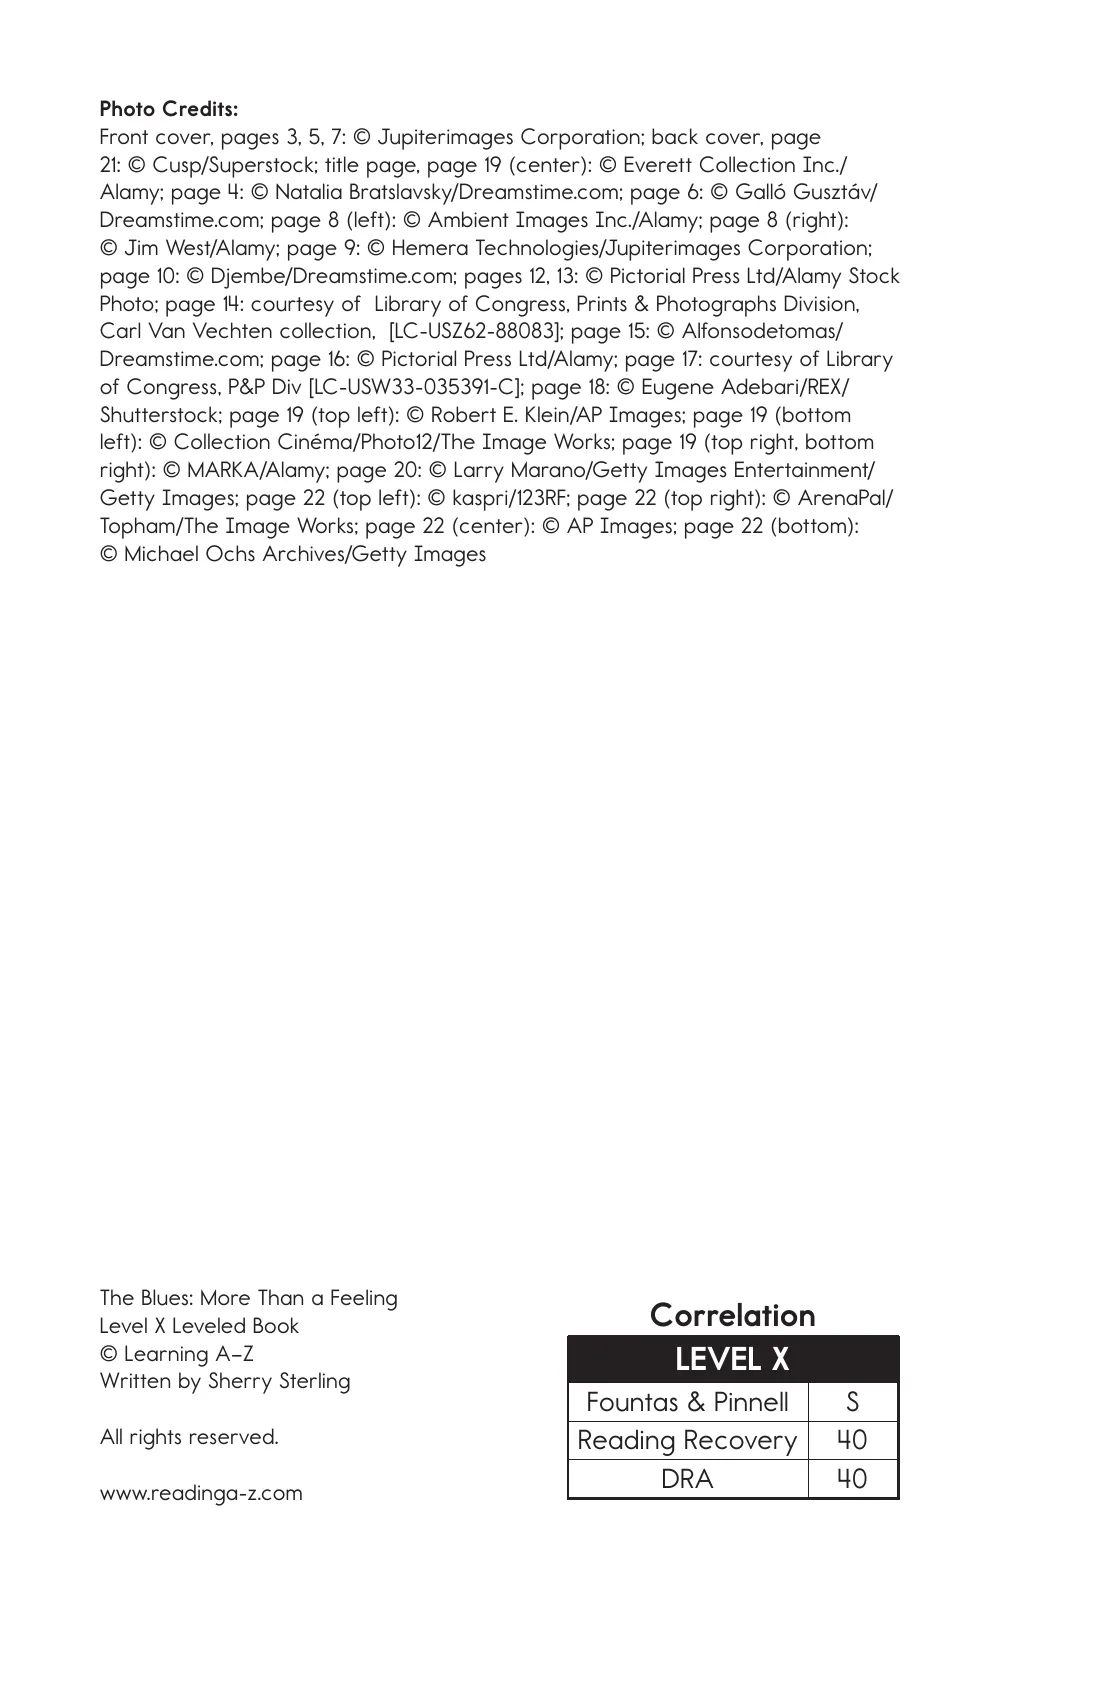 Photo Credits:
Front cover, pages 3, 5, 7: © Jupiterimages Corporation; back cover, page
21: © Cusp/Superstock; title page, page 19 (center): © Everett Collection Inc./
Alamy; page 4: © Natalia Bratslavsky/Dreamstime.com; page 6: © Galló Gusztáv/
Dreamstime.com; page 8 (left): © Ambient Images Inc./Alamy; page 8 (right):
© Jim West/Alamy; page 9: © Hemera Technologies/Jupiterimages Corporation;
page 10: © Djembe/Dreamstime.com; pages 12, 13: © Pictorial Press Ltd/Alamy Stock
Photo; page 14: courtesy of  Library of Congress, Prints & Photographs Division,
Carl Van Vechten collection,  [LC-USZ62-88083]; page 15: © Alfonsodetomas/
Dreamstime.com; page 16: © Pictorial Press Ltd/Alamy; page 17: courtesy of Library
of Congress, P&P Div [LC-USW33-035391-C]; page 18: © Eugene Adebari/REX/
Shutterstock; page 19 (top left): © Robert E. Klein/AP Images; page 19 (bottom
left): © Collection Cinéma/Photo12/The Image Works; page 19 (top right, bottom
right): © MARKA/Alamy; page 20: © Larry Marano/Getty Images Entertainment/
Getty Images; page 22 (top left): © kaspri/123RF; page 22 (top right): © ArenaPal/
Topham/The Image Works; page 22 (center): © AP Images; page 22 (bottom):
© Michael Ochs Archives/Getty Images
The Blues: More Than a Feeling
Level X Leveled Book
© Learning A–Z
Written by Sherry Sterling
All rights reserved.
www.readinga-z.com
Correlation
LEVEL X
Fountas & Pinnell S
Reading Recovery 40
DRA 40